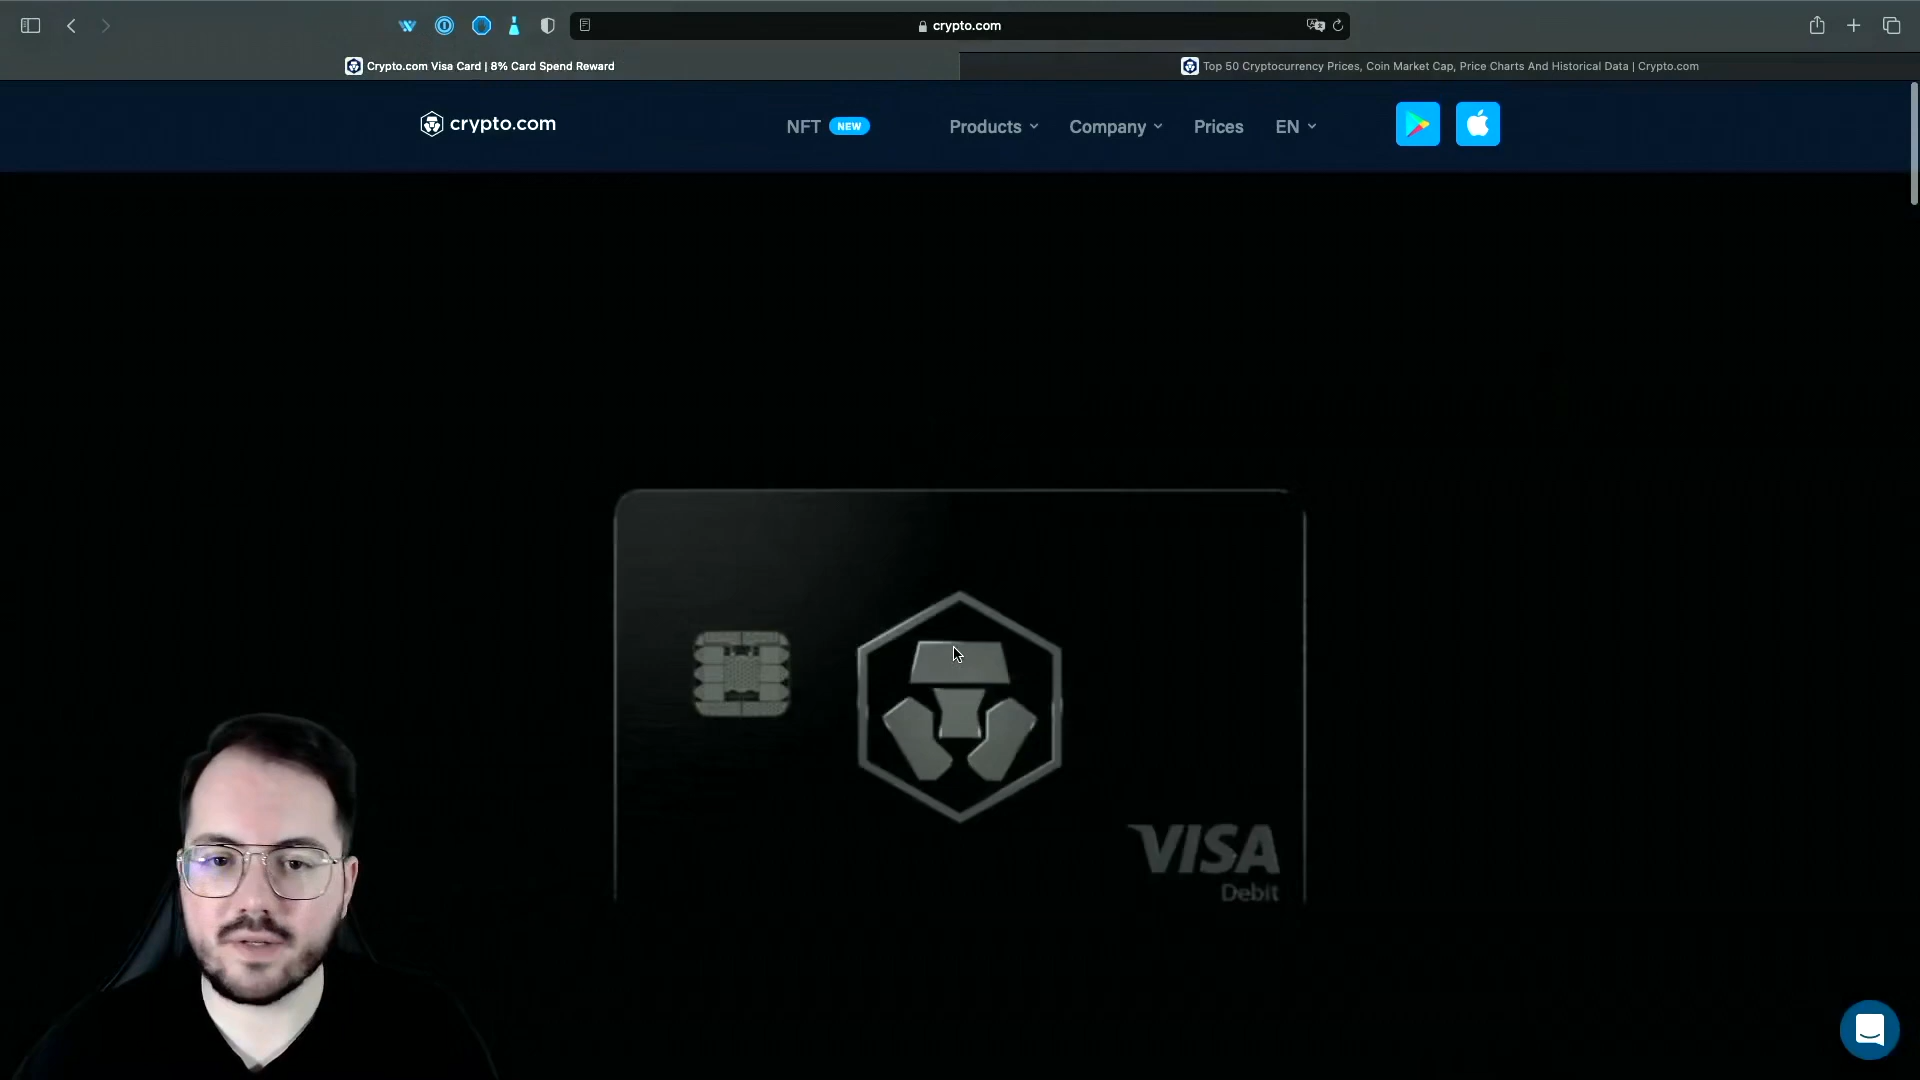 crypto.com
Crypto.com Visa Card | 8% Card Spend Reward
Top 50 Cryptocurrency Prices, Coin Market Cap, Price Charts And Historical Data | Crypto.com
crypto.com
NFT NEW
Products
Company
Prices
EN
VISA
Debit